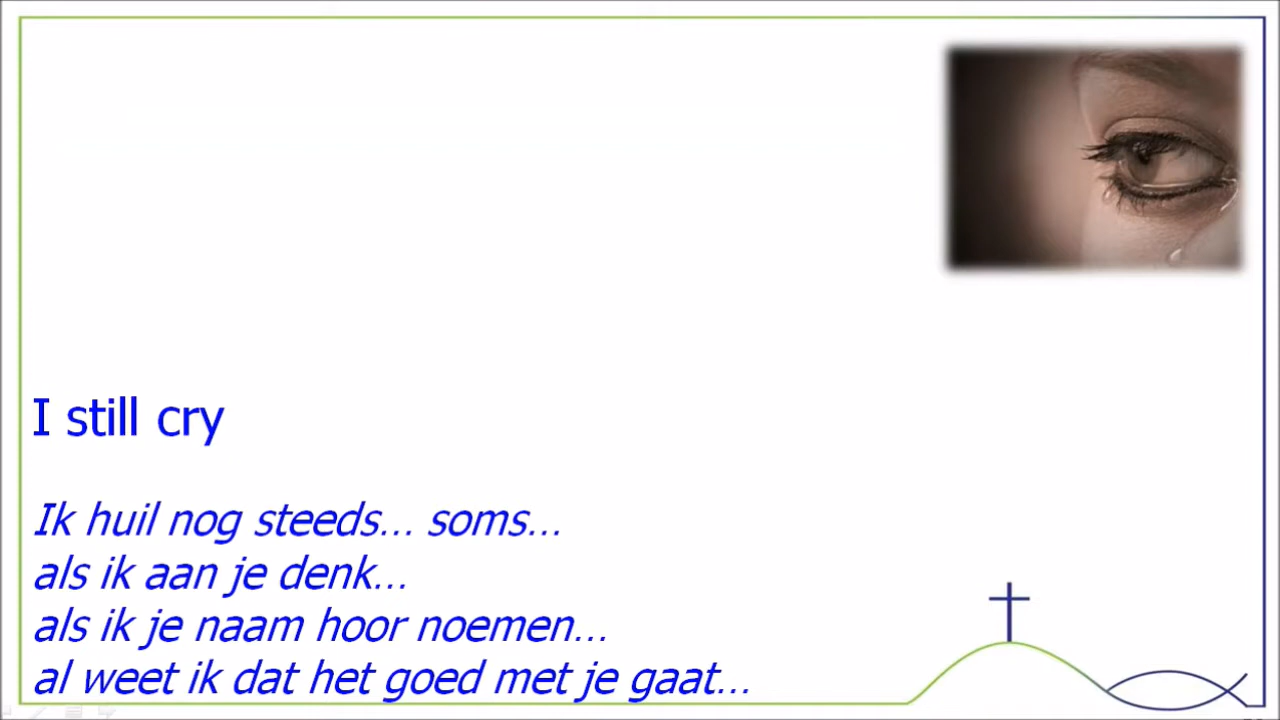 I still cry
Ik huil nog steeds... soms...
als ik aan je denk...
als ik je naam hoor noemen...
al weet ik dat het goed met je gaat...